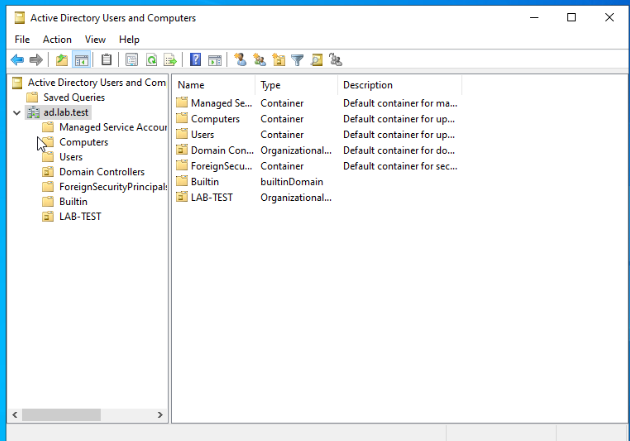 Active Directory Users and Computers
File Action View Help
Active Directory Users and Com
Saved Queries
ad.lab.test
Managed Service Accour
Computers
Users
Domain Controllers
ForeignSecurityPrincipals
Builtin
LAB-TEST
Name Type Description
Managed Se... Container Default container for ma...
Computers Container Default container for up...
Users Container Default container for up...
Domain Con... Organizational... Default container for do...
ForeignSecu... Container Default container for sec...
Builtin builtinDomain
LAB-TEST Organizational...